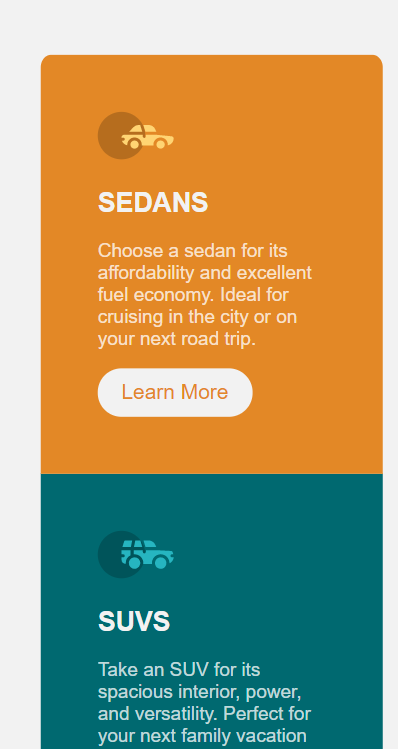 SEDANS
Choose a sedan for its
affordability and excellent
fuel economy. Ideal for
cruising in the city or on
your next road trip.
Learn More
SUVS
Take an SUV for its
spacious interior, power,
and versatility. Perfect for
your next family vacation